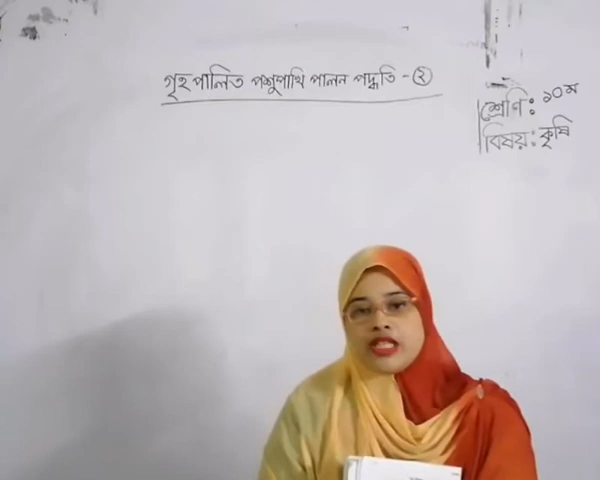 গৃহপালিত পশুপাখি পালন পদ্ধতি - ২
শ্রেণি : ১০ম
বিষয় : কৃষি